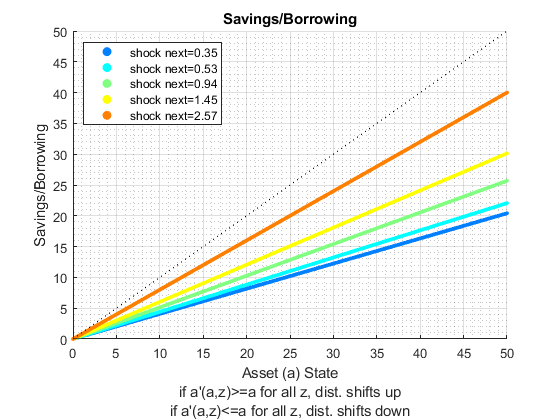 Savings/Borrowing
50
45
40
35
30
25
20
15
10
5
0
Savings/Borrowing
shock next=0.35
shock next=0.53
shock next=0.94
shock next=1.45
shock next=2.57
0 5 10 15 20 25 30 35 40 45 50
Asset (a) State
if a'(a,z)>=a for all z, dist. shifts up
if a'(a,z)<=a for all z, dist. shifts down